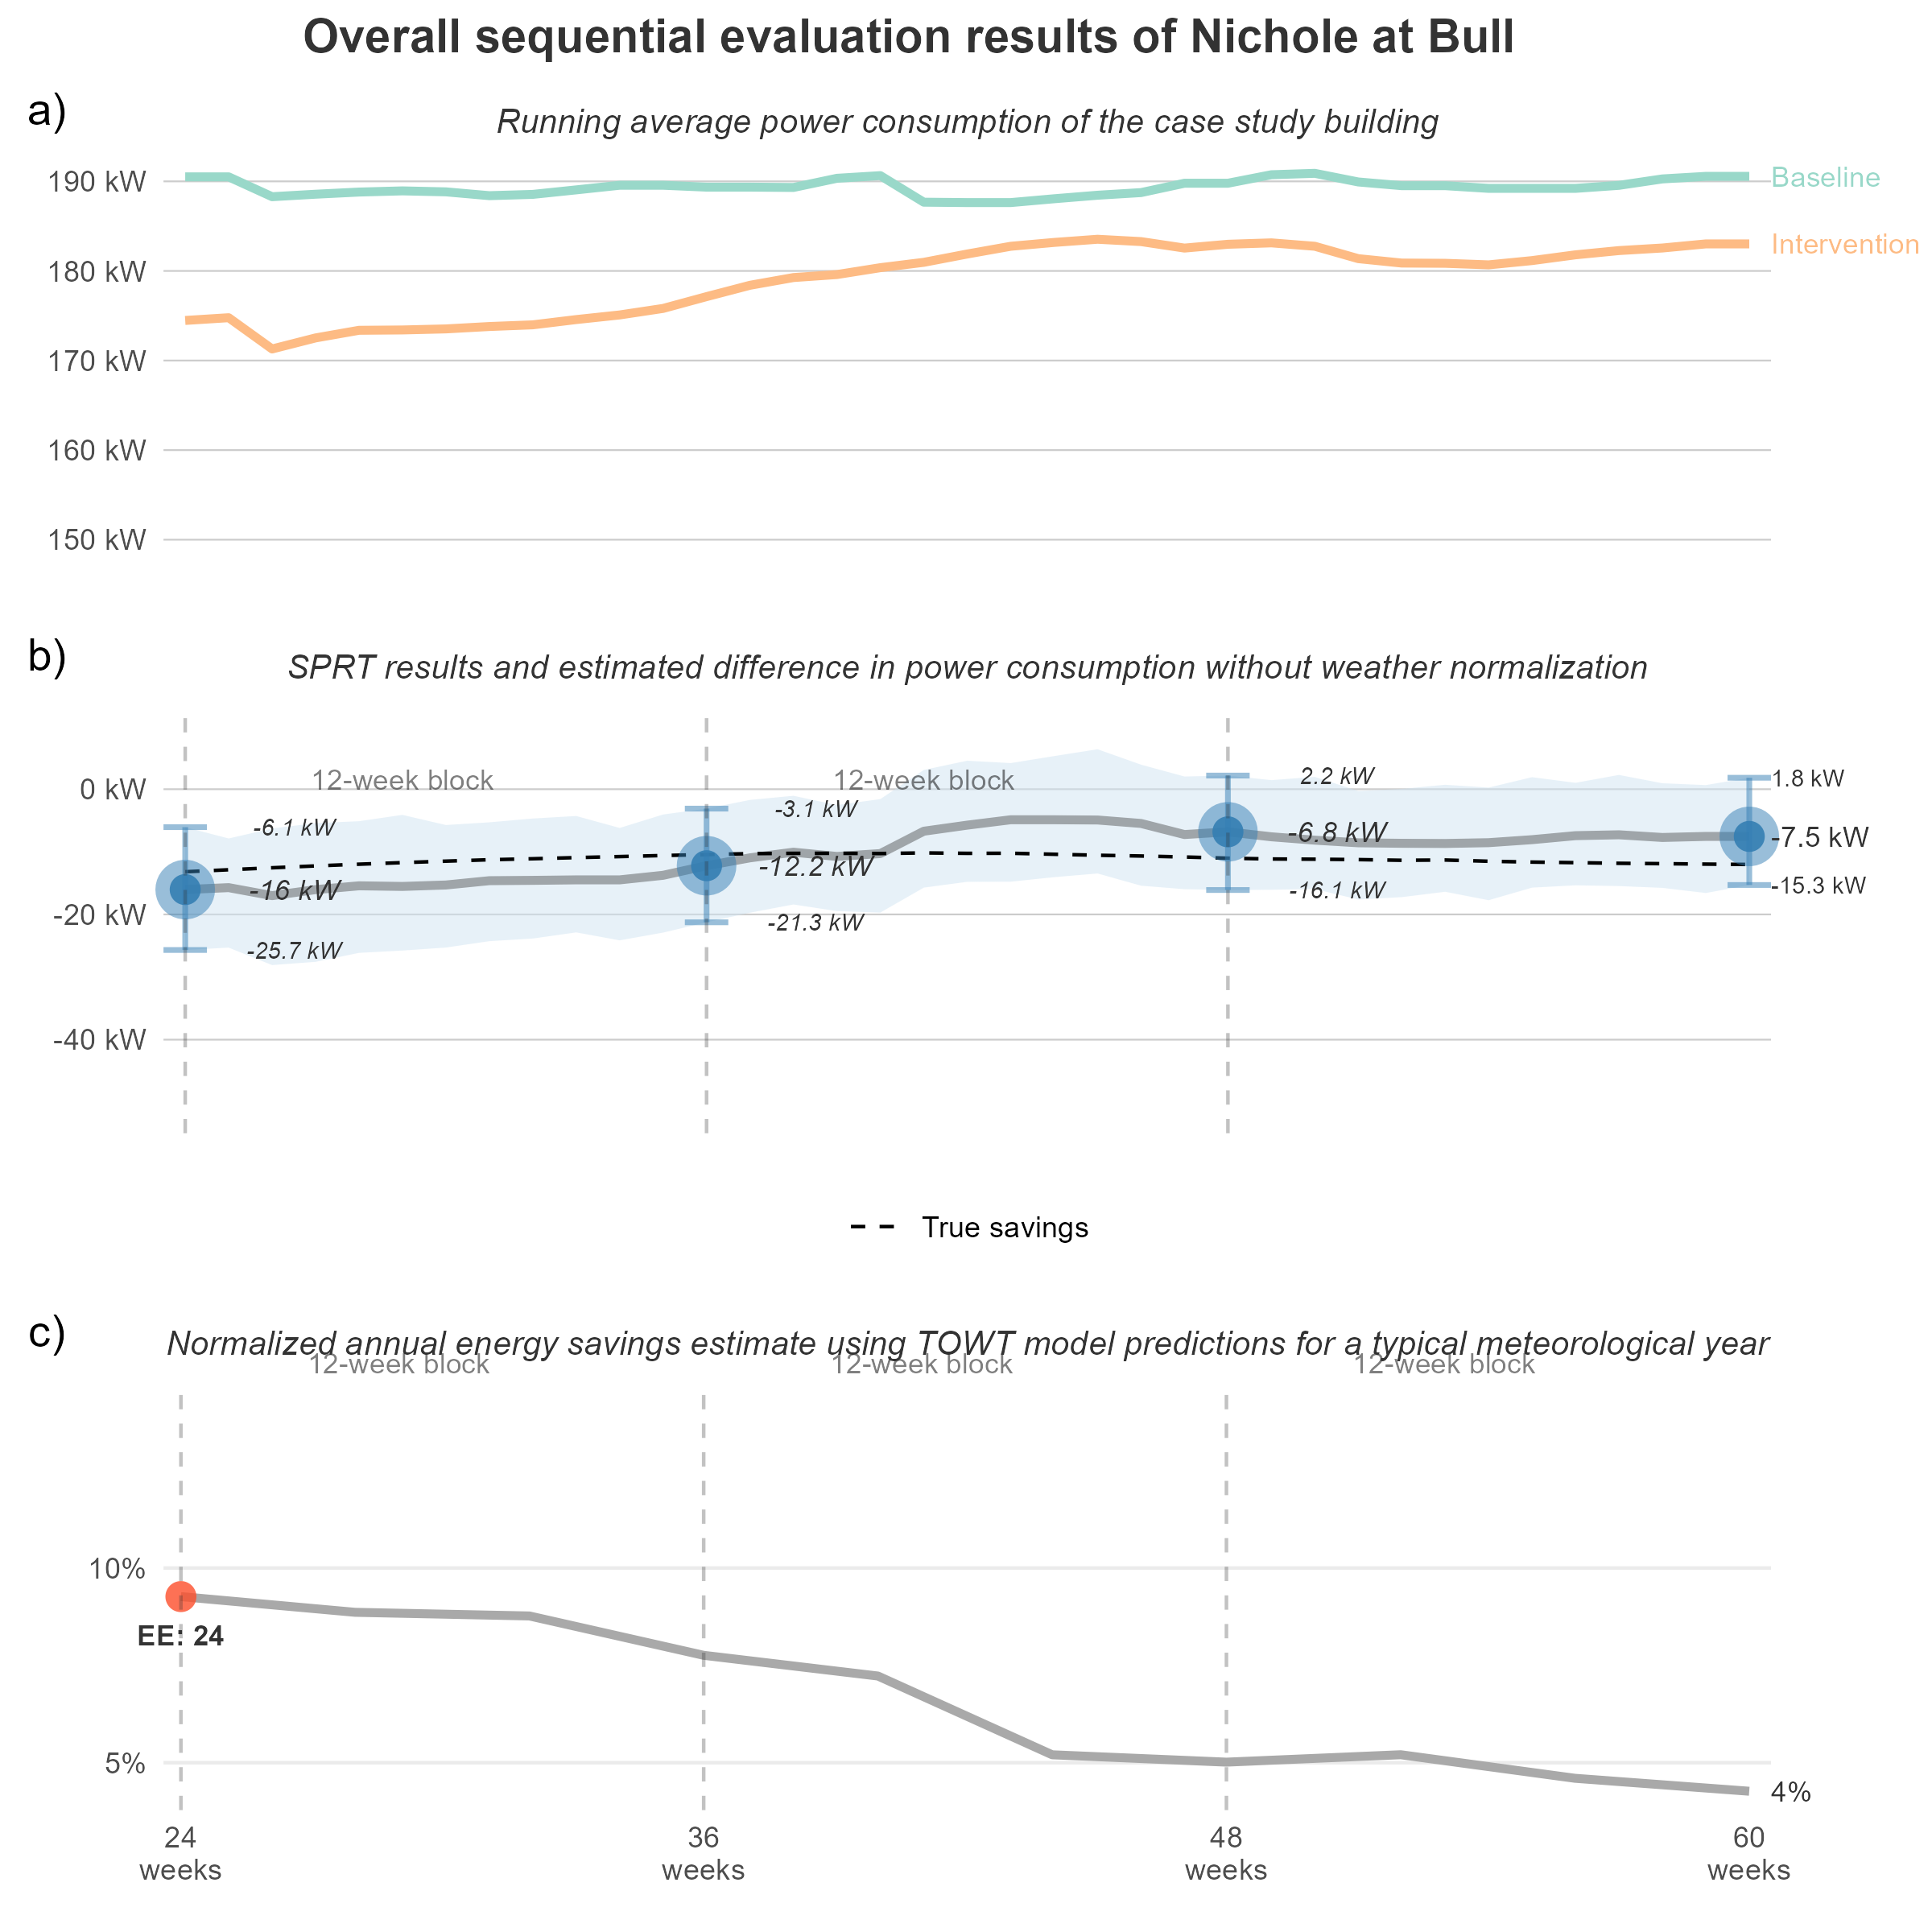 Overall sequential evaluation results of Nichole at Bull
a)
Running average power consumption of the case study building
190 kW
180 kW
170 kW
160 kW
150 kW
Baseline
Intervention
b)
SPRT results and estimated difference in power consumption without weather normalization
0 kW
-20 kW
-40 kW
12-week block
12-week block
-6.1 kW
-16 kW
-25.7 kW
-3.1 kW
-12.2 kW
-21.3 kW
2.2 kW
-6.8 kW
-16.1 kW
1.8 kW
-7.5 kW
-15.3 kW
True savings
c)
Normalized annual energy savings estimate using TOWT model predictions for a typical meteorological year
12-week block
12-week block
12-week block
10%
5%
EE: 24
4%
24
weeks
36
weeks
48
weeks
60
weeks